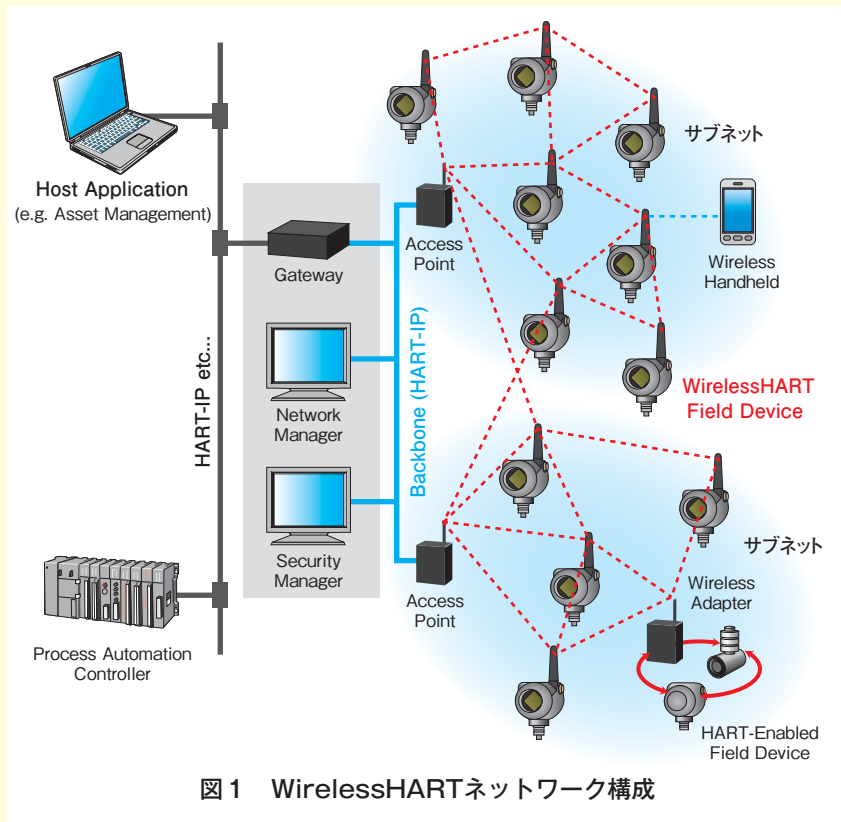 サブネット
Host Application
(e.g. Asset Management)
Access
Point
Gateway
Wireless
Handheld
HART-IP etc...
Backbone (HART-IP)
WirelessHART
Field Device
Network
Manager
Security
Manager
サブネット
Access
Point
Wireless
Adapter
Process Automation
Controller
HART-Enabled
Field Device
図1 WirelessHARTネットワーク構成